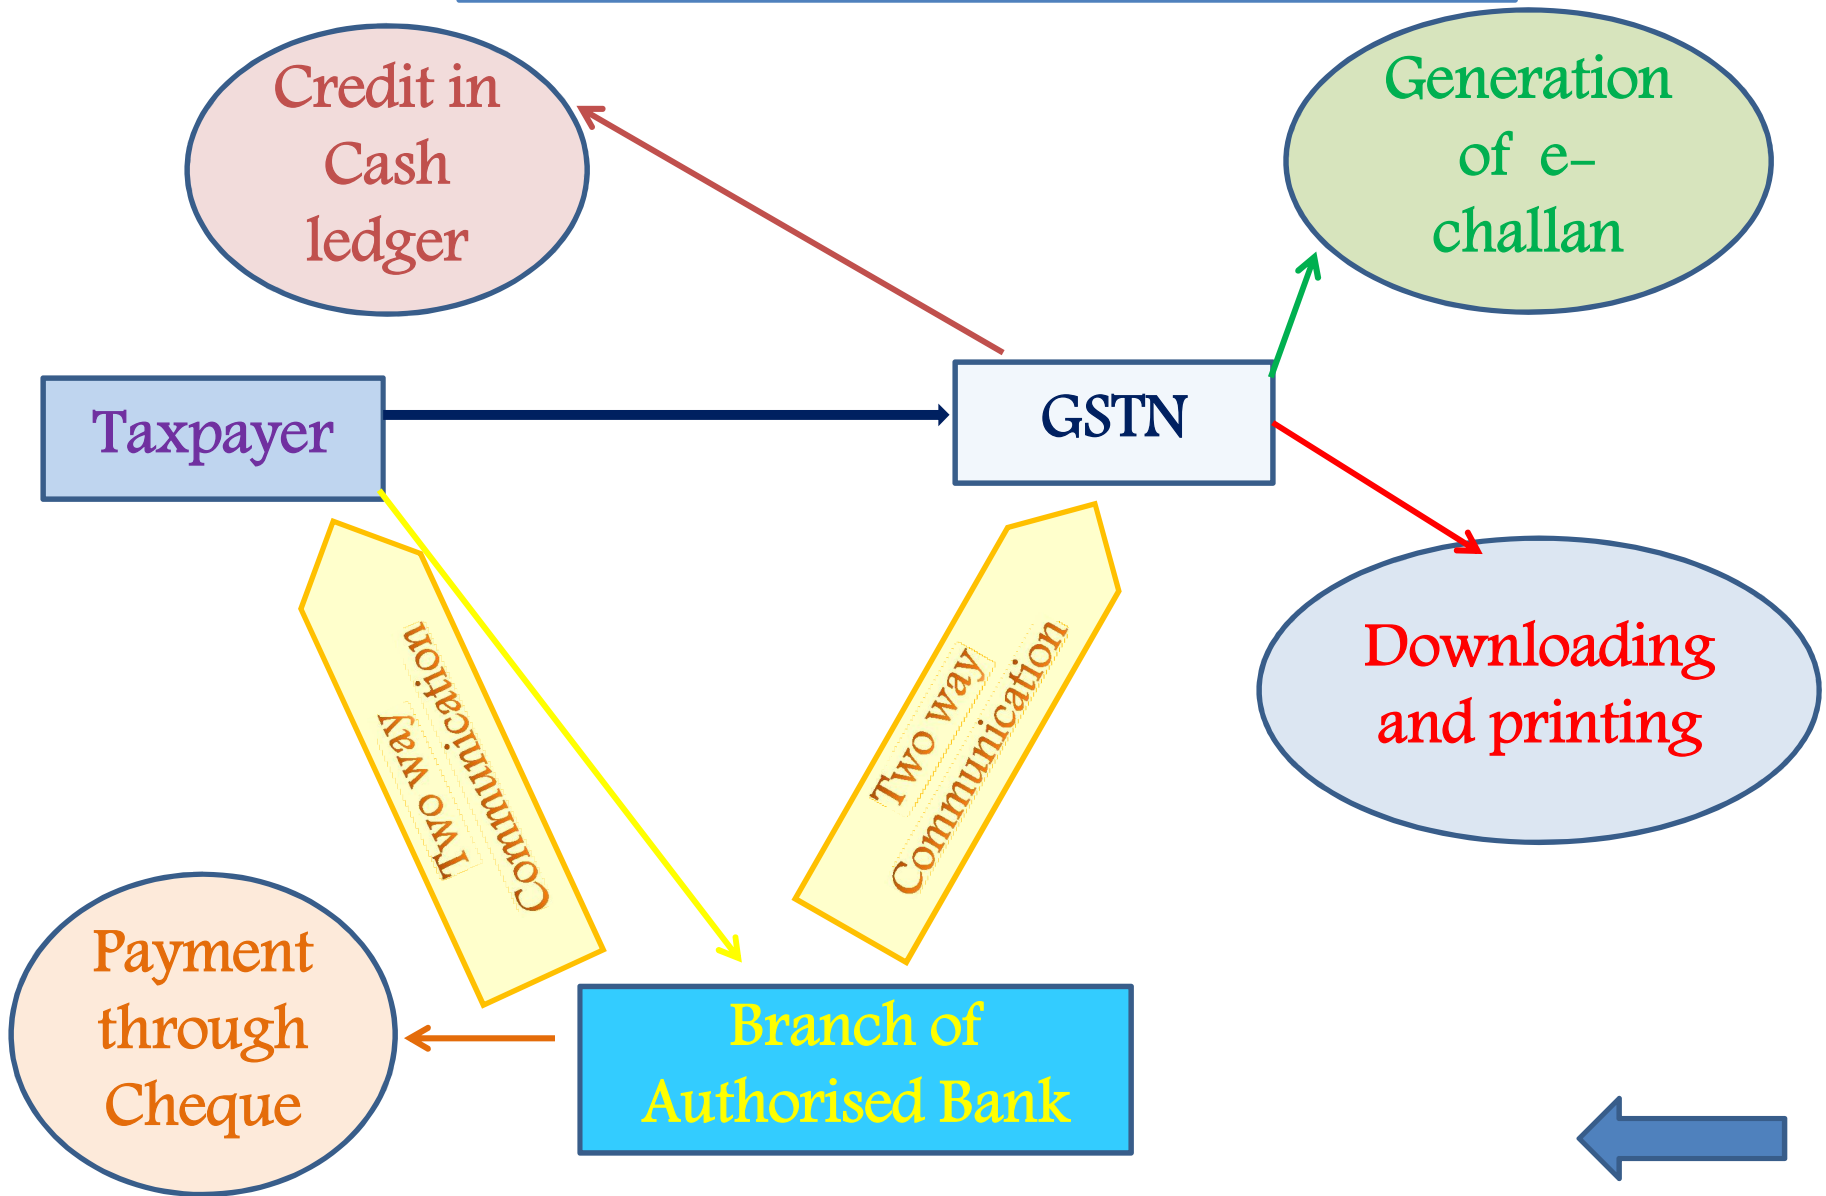 Credit in
Cash
ledger
Generation
of e-
challan
Taxpayer
GSTN
Two way
Communication
Two way
Communication
Downloading
and printing
Payment
through
Cheque
Branch of
Authorised Bank